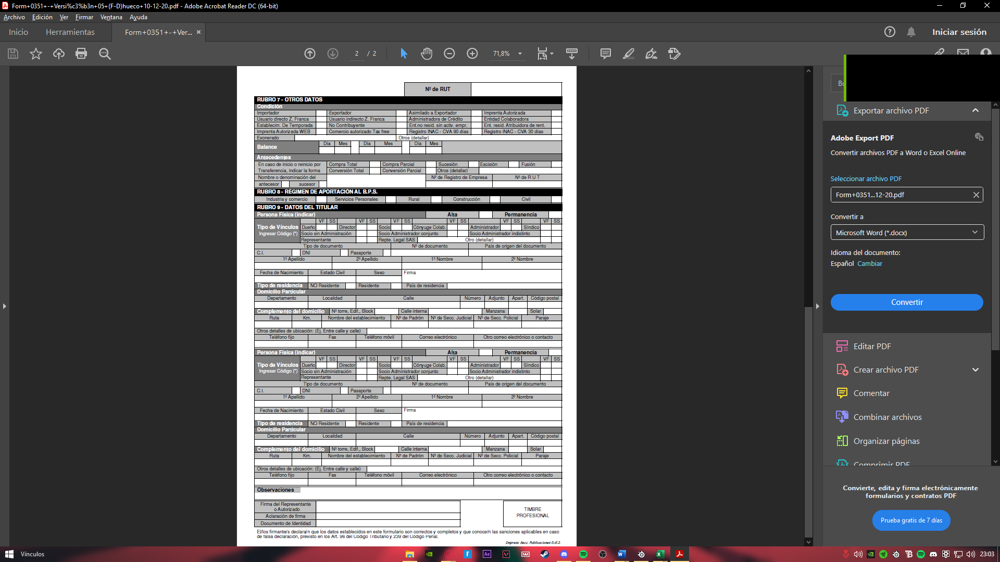 Form+0351+-+Versi%c3%b3n+05+(F-D)hueco+10-12-20.pdf - Adobe Acrobat Reader DC (64-bit)
Archivo Edición Ver Firmar Ventana Ayuda
Inicio Herramientas Form+0351+-+Ver... × Iniciar sesión
2 / 2 71,8%
Nº de RUT
RUBRO 7 - OTROS DATOS
Condición
Importador Exportador Asimilado a Exportador Imprenta Autorizada
Usuario directo Z. Franca Usuario indirecto Z. Franca Administradora de Crédito Entidad Colaboradora
Establecim. De Temporada No Contribuyente Ent.no resid. sin activ. empr. Ent. resid. Atribuidora de rent.
Imprenta Autorizada WEB Comercio autorizado Tax free Registro INAC - CVA 90 días Registro INAC - CVA 30 días
Exonerado Otros (detallar)
Balance Día Mes Día Mes Día Mes
Antecedentes
En caso de inicio o reinicio por Compra Total Compra Parcial Sucesión Escisión Fusión
Transferencia, indicar la forma Conversión Total Conversión Parcial Otros (detallar)
Nombre o denominación del Nº de Registro de Empresa Nº de R U T
antecesor sucesor
RUBRO 8 - RÉGIMEN DE APORTACIÓN AL B.P.S.
Industria y comercio Servicios Personales Rural Construcción Civil
RUBRO 9 - DATOS DEL TITULAR
Persona Física (indicar) Alta Permanencia
VF SS VF SS VF SS VF SS VF SS VF SS
Tipo de Vínculos Dueño Director Socio Cónyuge Colab. Administrador Síndico
Ingresar Código (*) Socio sin Administración Socio Administrador conjunto Socio Administrador indistinto
Representante Repte. Legal SAS Otro (detallar)
Tipo de documento Nº de documento País de origen del documento
C.I. DNI Pasaporte
1º Apellido 2º Apellido 1º Nombre 2º Nombre
Fecha de Nacimiento Estado Civil Sexo Firma
Tipo de residencia NO Residente Residente País de residencia
Domicilio Particular
Departamento Localidad Calle Número Adjunto Apart. Código postal
Complemento del domicilio Nº torre, Edif., Block Calle interna Manzana Solar
Ruta Km. Nombre del establecimiento Nº de Padrón Nº de Secc. Judicial Nº de Secc. Policial Paraje
Otros detalles de ubicación: (Ej. Entre calle y calle)
Teléfono fijo Fax Teléfono móvil Correo electrónico Otro correo electrónico o contacto
Persona Física (indicar) Alta Permanencia
VF SS VF SS VF SS VF SS VF SS VF SS
Tipo de Vínculos Dueño Director Socio Cónyuge Colab. Administrador Síndico
Ingresar Código (*) Socio sin Administración Socio Administrador conjunto Socio Administrador indistinto
Representante Repte. Legal SAS Otro (detallar)
Tipo de documento Nº de documento País de origen del documento
C.I. DNI Pasaporte
1º Apellido 2º Apellido 1º Nombre 2º Nombre
Fecha de Nacimiento Estado Civil Sexo Firma
Tipo de residencia NO Residente Residente País de residencia
Domicilio Particular
Departamento Localidad Calle Número Adjunto Apart. Código postal
Complemento del domicilio Nº torre, Edif., Block Calle interna Manzana Solar
Ruta Km. Nombre del establecimiento Nº de Padrón Nº de Secc. Judicial Nº de Secc. Policial Paraje
Otros detalles de ubicación: (Ej. Entre calle y calle)
Teléfono fijo Fax Teléfono móvil Correo electrónico Otro correo electrónico o contacto
Observaciones
Firma del Representante
o Autorizado
Aclaración de firma
Documento de Identidad
TIMBRE
PROFESIONAL
El/los firmante/s declara/n que los datos establecidos en este formulario son correctos y completos y que conoce/n las sanciones aplicables en caso
de falsa declaración, previsto en los Art. 96 del Código Tributario y 239 del Código Penal.
Impreso Secc. Publicaciones D.G.I.
Exportar archivo PDF
Adobe Export PDF
Convertir archivos PDF a Word o Excel Online
Seleccionar archivo PDF
Form+0351...12-20.pdf
Convertir a
Microsoft Word (*.docx)
Idioma del documento:
Español Cambiar
Convertir
Editar PDF
Crear archivo PDF
Comentar
Combinar archivos
Organizar páginas
Comprimir PDF
Convierte, edita y firma electrónicamente
formularios y contratos PDF
Prueba gratis de 7 días
Vínculos 23:03